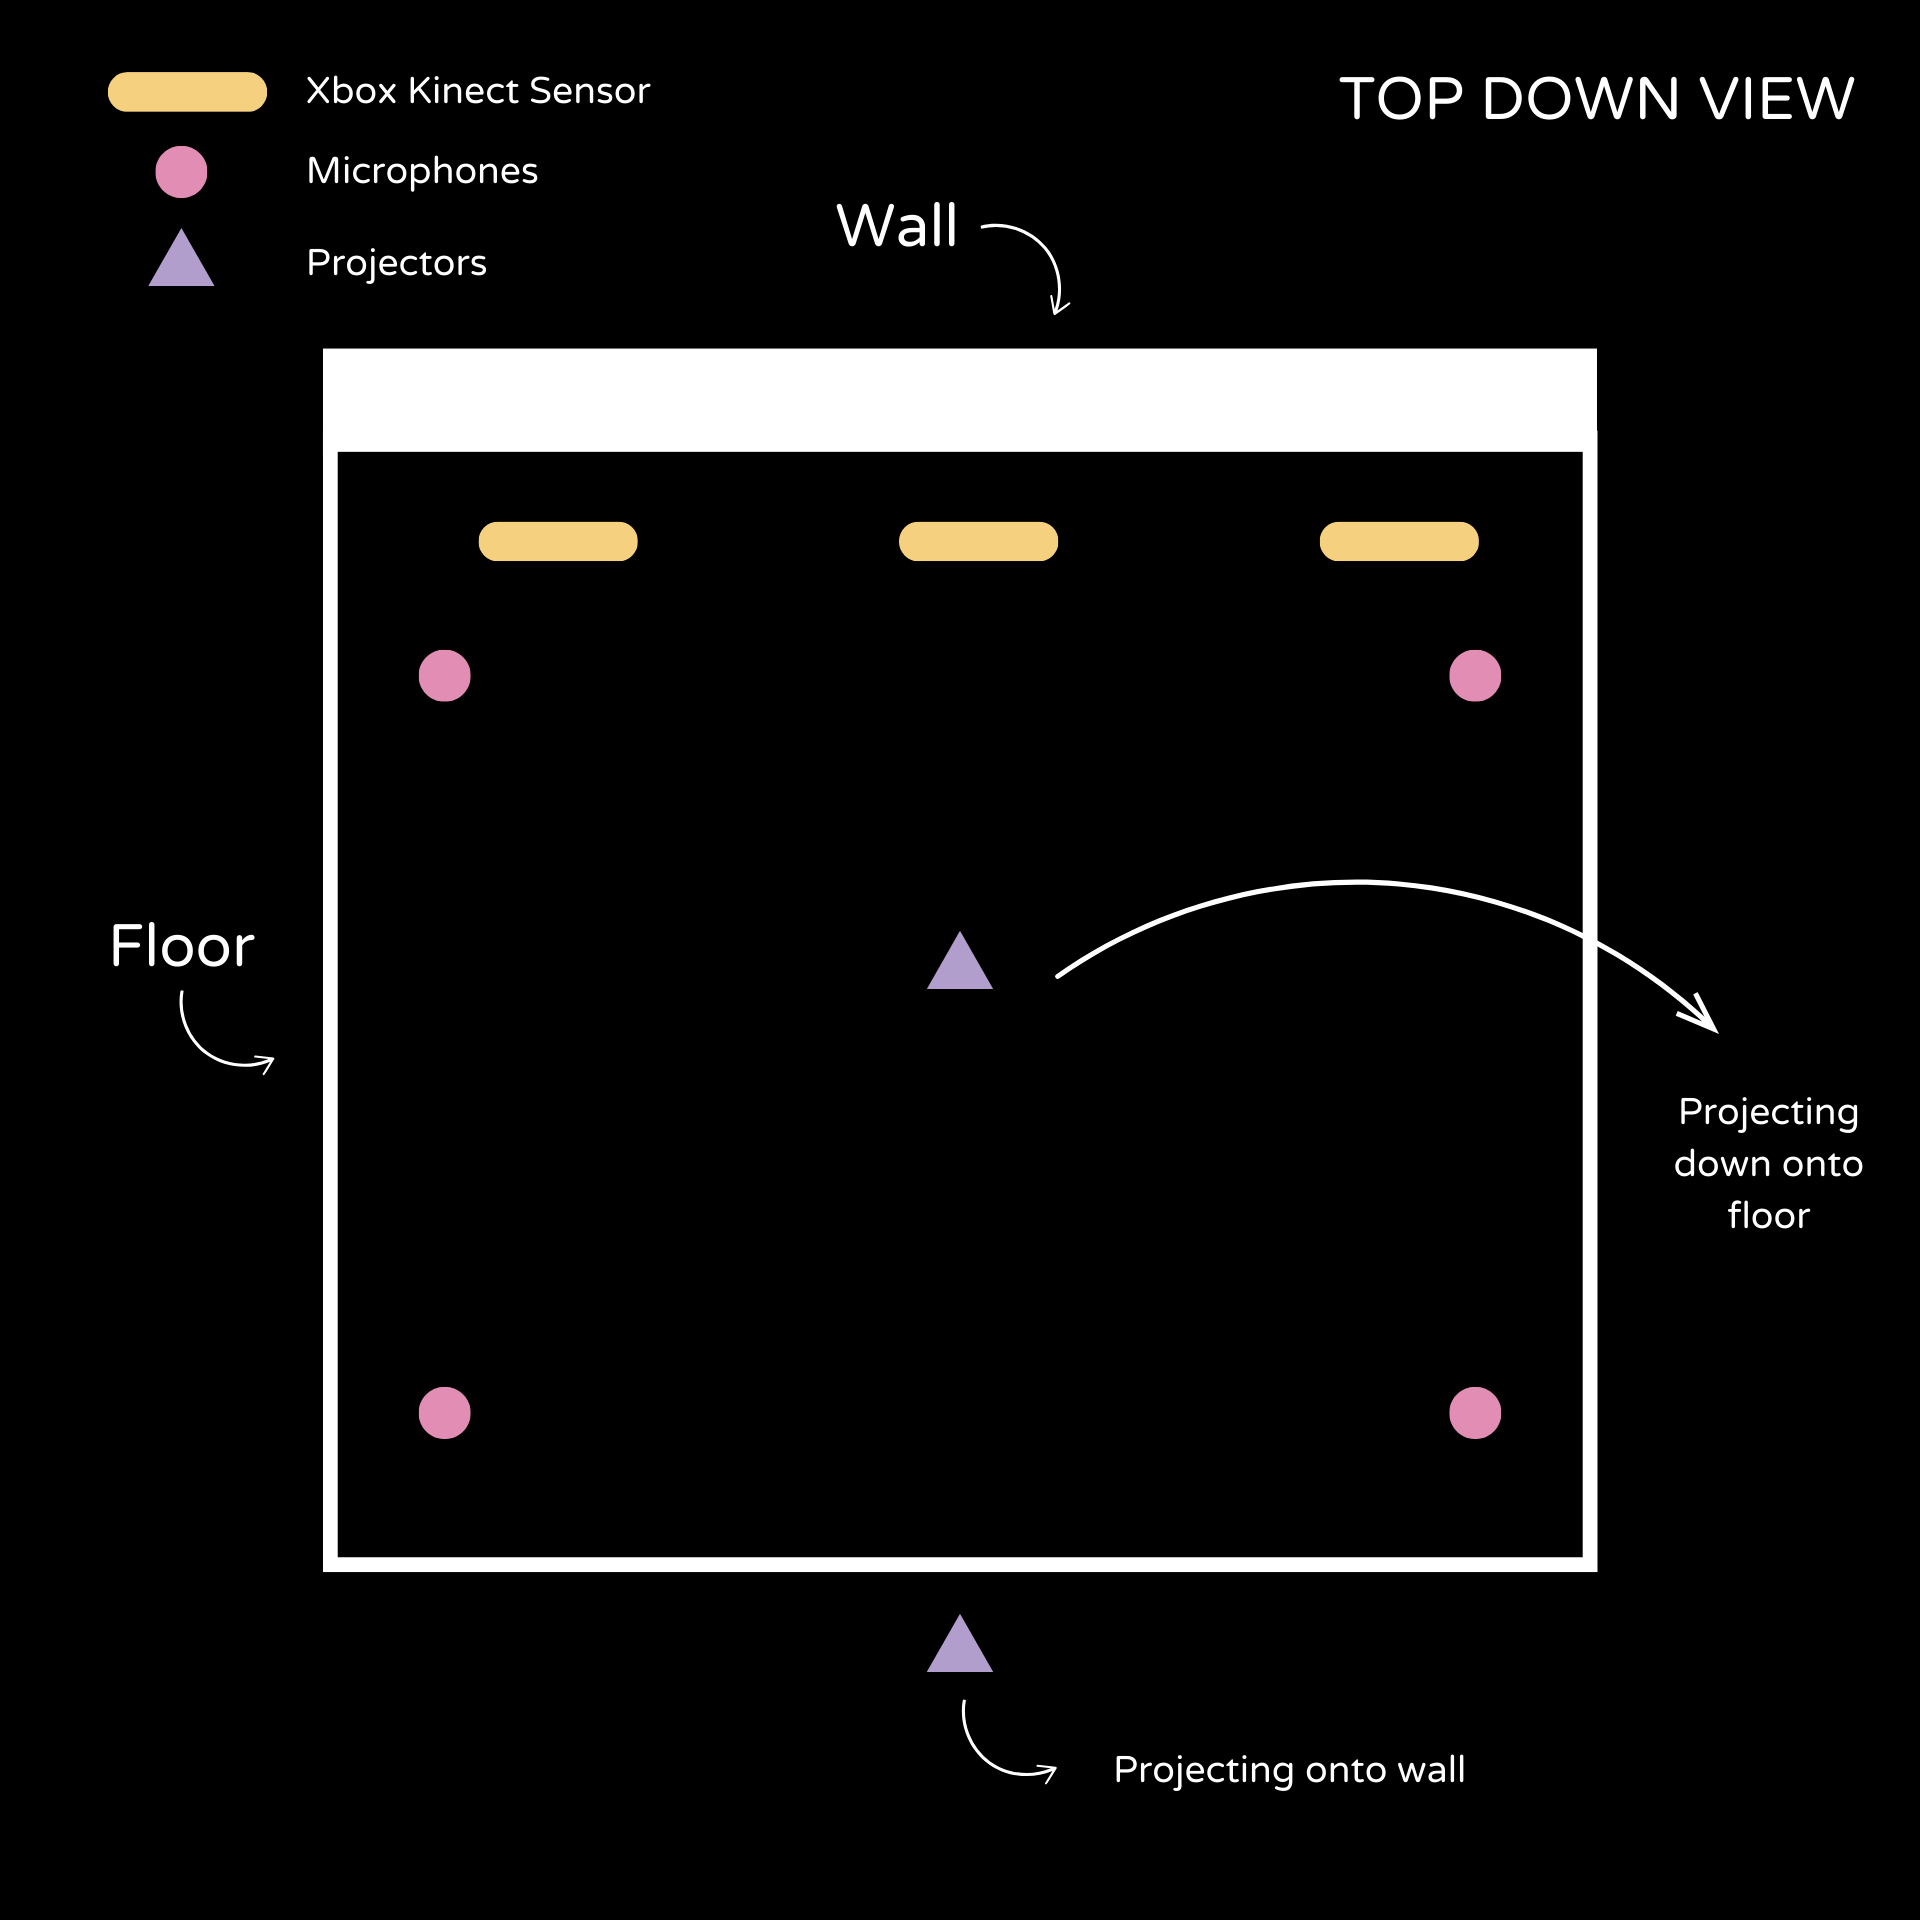 Xbox Kinect Sensor
TOP DOWN VIEW
Microphones
Wall
Projectors
Floor
Projecting
down onto
floor
Projecting onto wall